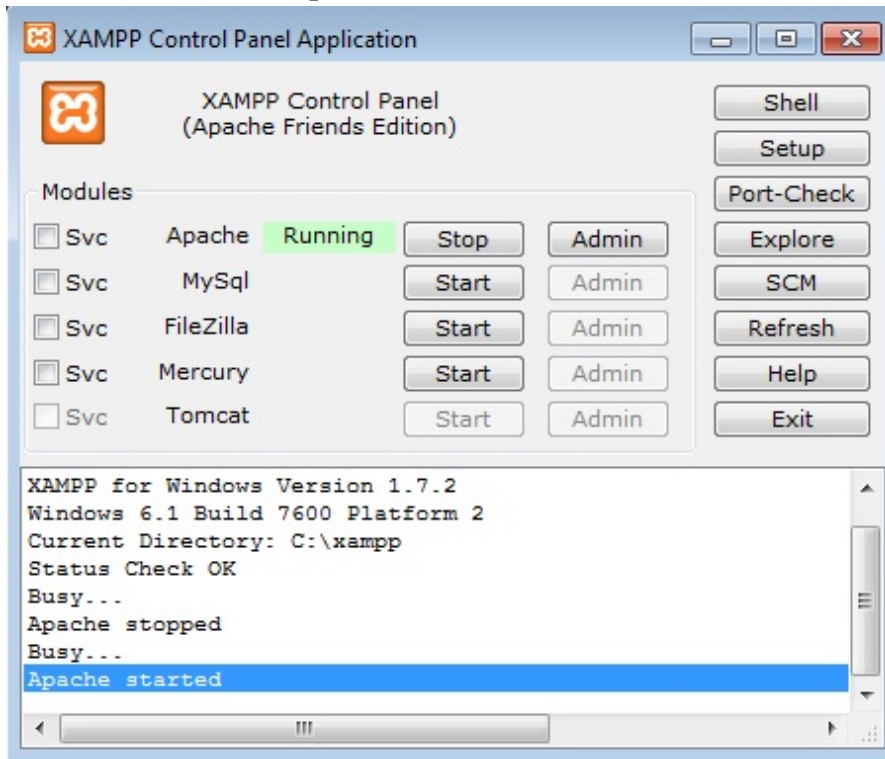 XAMPP Control Panel Application
XAMPP Control Panel
(Apache Friends Edition)
Shell
Setup
Modules
Port-Check
Svc Apache Running Stop Admin Explore
Svc MySql Start Admin SCM
Svc FileZilla Start Admin Refresh
Svc Mercury Start Admin Help
Svc Tomcat Start Admin Exit
XAMPP for Windows Version 1.7.2
Windows 6.1 Build 7600 Platform 2
Current Directory: C:\xampp
Status Check OK
Busy...
Apache stopped
Busy...
Apache started